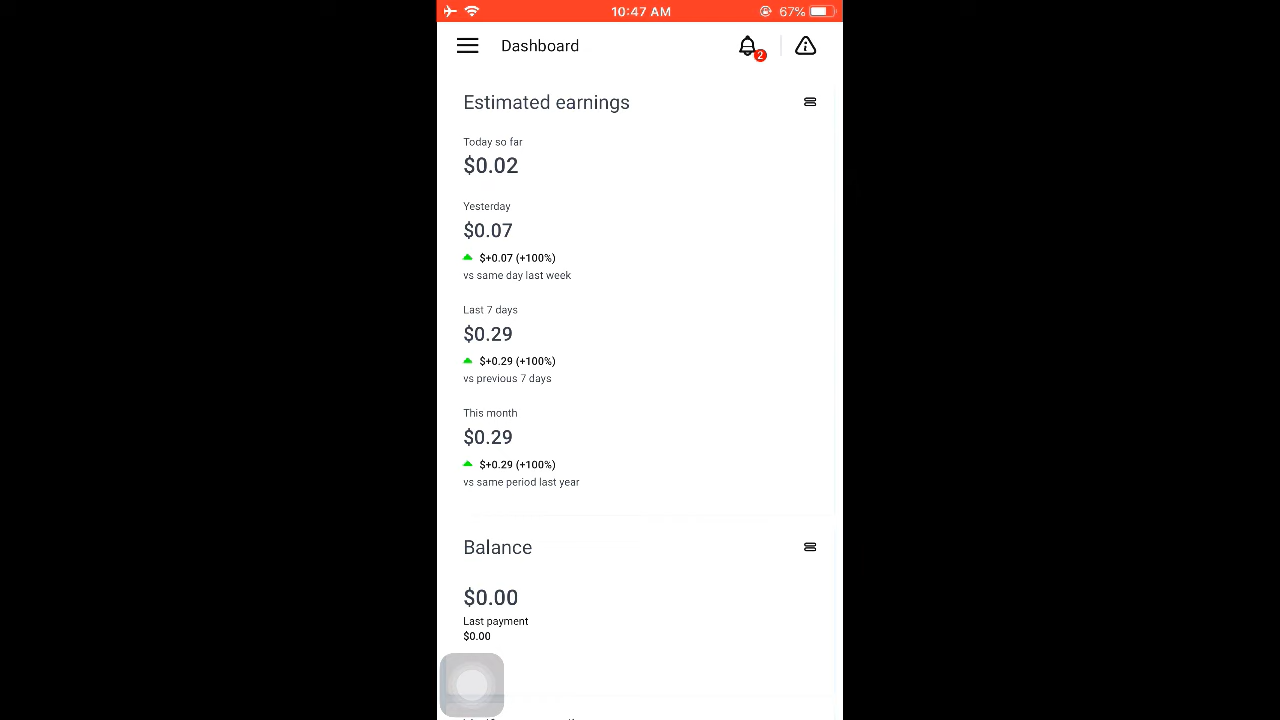 10:47 AM
67%
Dashboard
2
Estimated earnings
Today so far
$0.02
Yesterday
$0.07
$+0.07 (+100%)
vs same day last week
Last 7 days
$0.29
$+0.29 (+100%)
vs previous 7 days
This month
$0.29
$+0.29 (+100%)
vs same period last year
Balance
$0.00
Last payment
$0.00